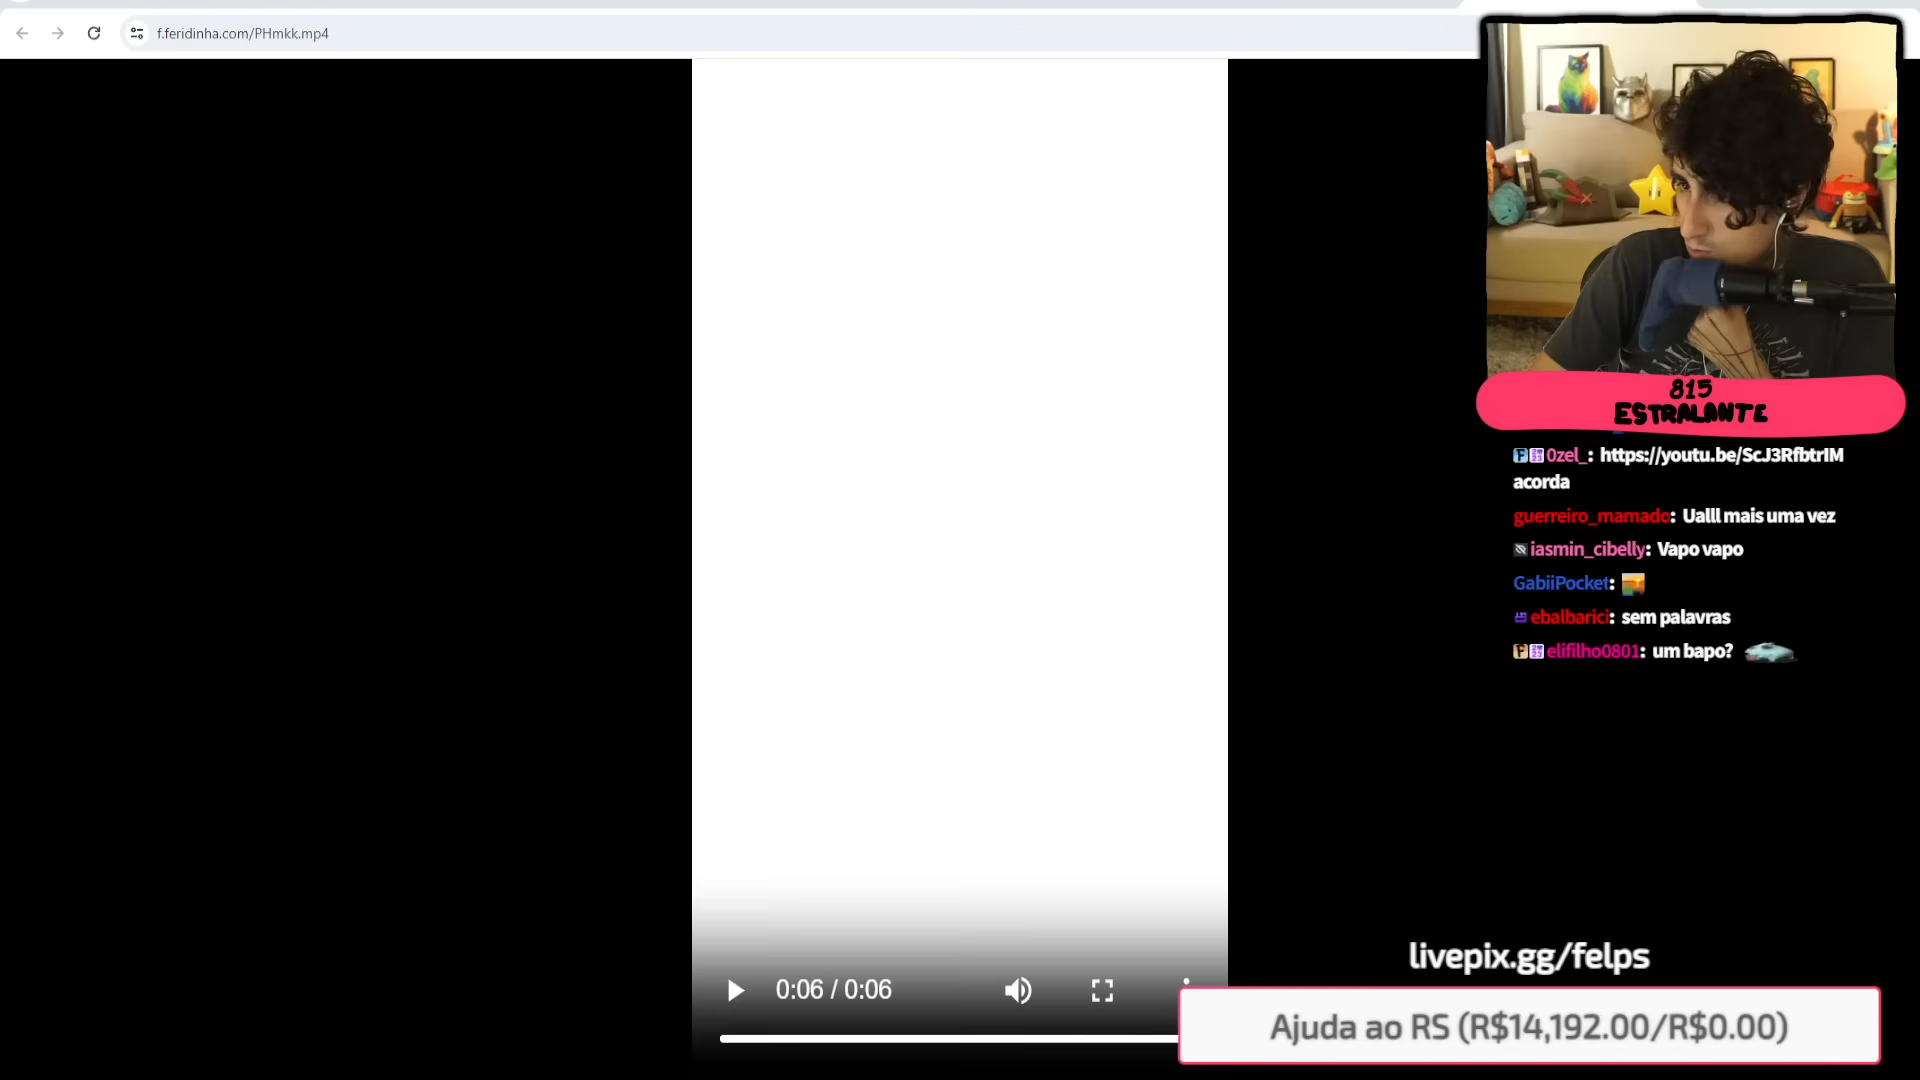 f.feridinha.com/PHmkk.mp4
815
ESTRALANTE
0zel_: https://youtu.be/ScJ3RfbtrIM
acorda
guerreiro_mamado: Ualll mais uma vez
iasmin_cibelly: Vapo vapo
GabiiPocket:
ebalbarici: sem palavras
elifilho0801: um bapo?
livepix.gg/felps
0:06 / 0:06
Ajuda ao RS (R$14,192.00/R$0.00)